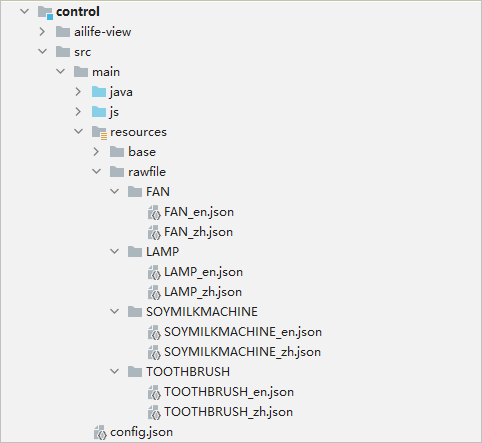 control
ailife-view
src
main
java
js
resources
base
rawfile
FAN
FAN_en.json
FAN_zh.json
LAMP
LAMP_en.json
LAMP_zh.json
SOYMILKMACHINE
SOYMILKMACHINE_en.json
SOYMILKMACHINE_zh.json
TOOTHBRUSH
TOOTHBRUSH_en.json
TOOTHBRUSH_zh.json
config.json